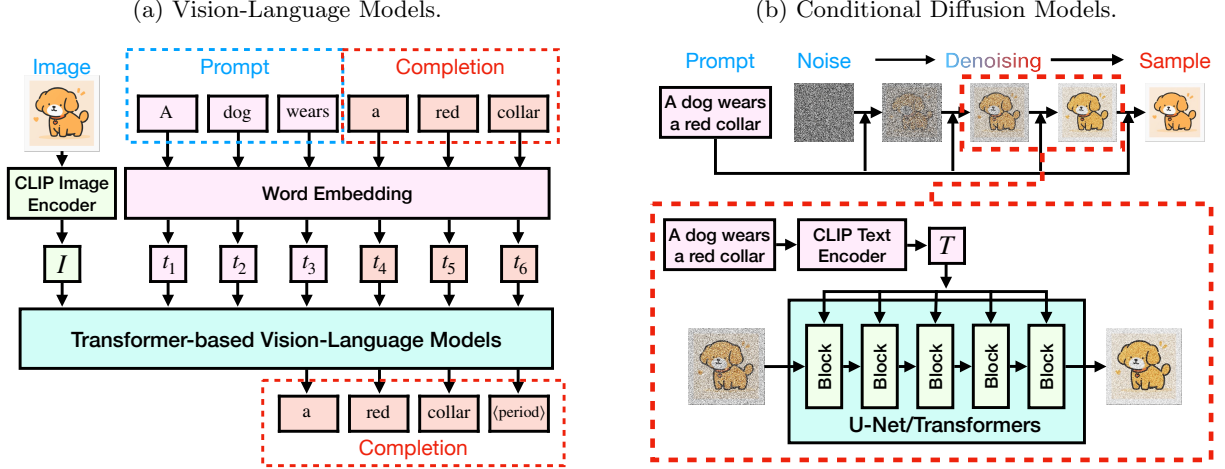 (a) Vision-Language Models.
Image
Prompt
Completion
A
dog
wears
a
red
collar
CLIP Image
Encoder
Word Embedding
I
t1
t2
t3
t4
t5
t6
Transformer-based Vision-Language Models
a
red
collar
⟨period⟩
Completion
(b) Conditional Diffusion Models.
Prompt
Noise
Denoising
Sample
A dog wears
a red collar
A dog wears
a red collar
CLIP Text
Encoder
T
Block
Block
Block
Block
Block
U-Net/Transformers